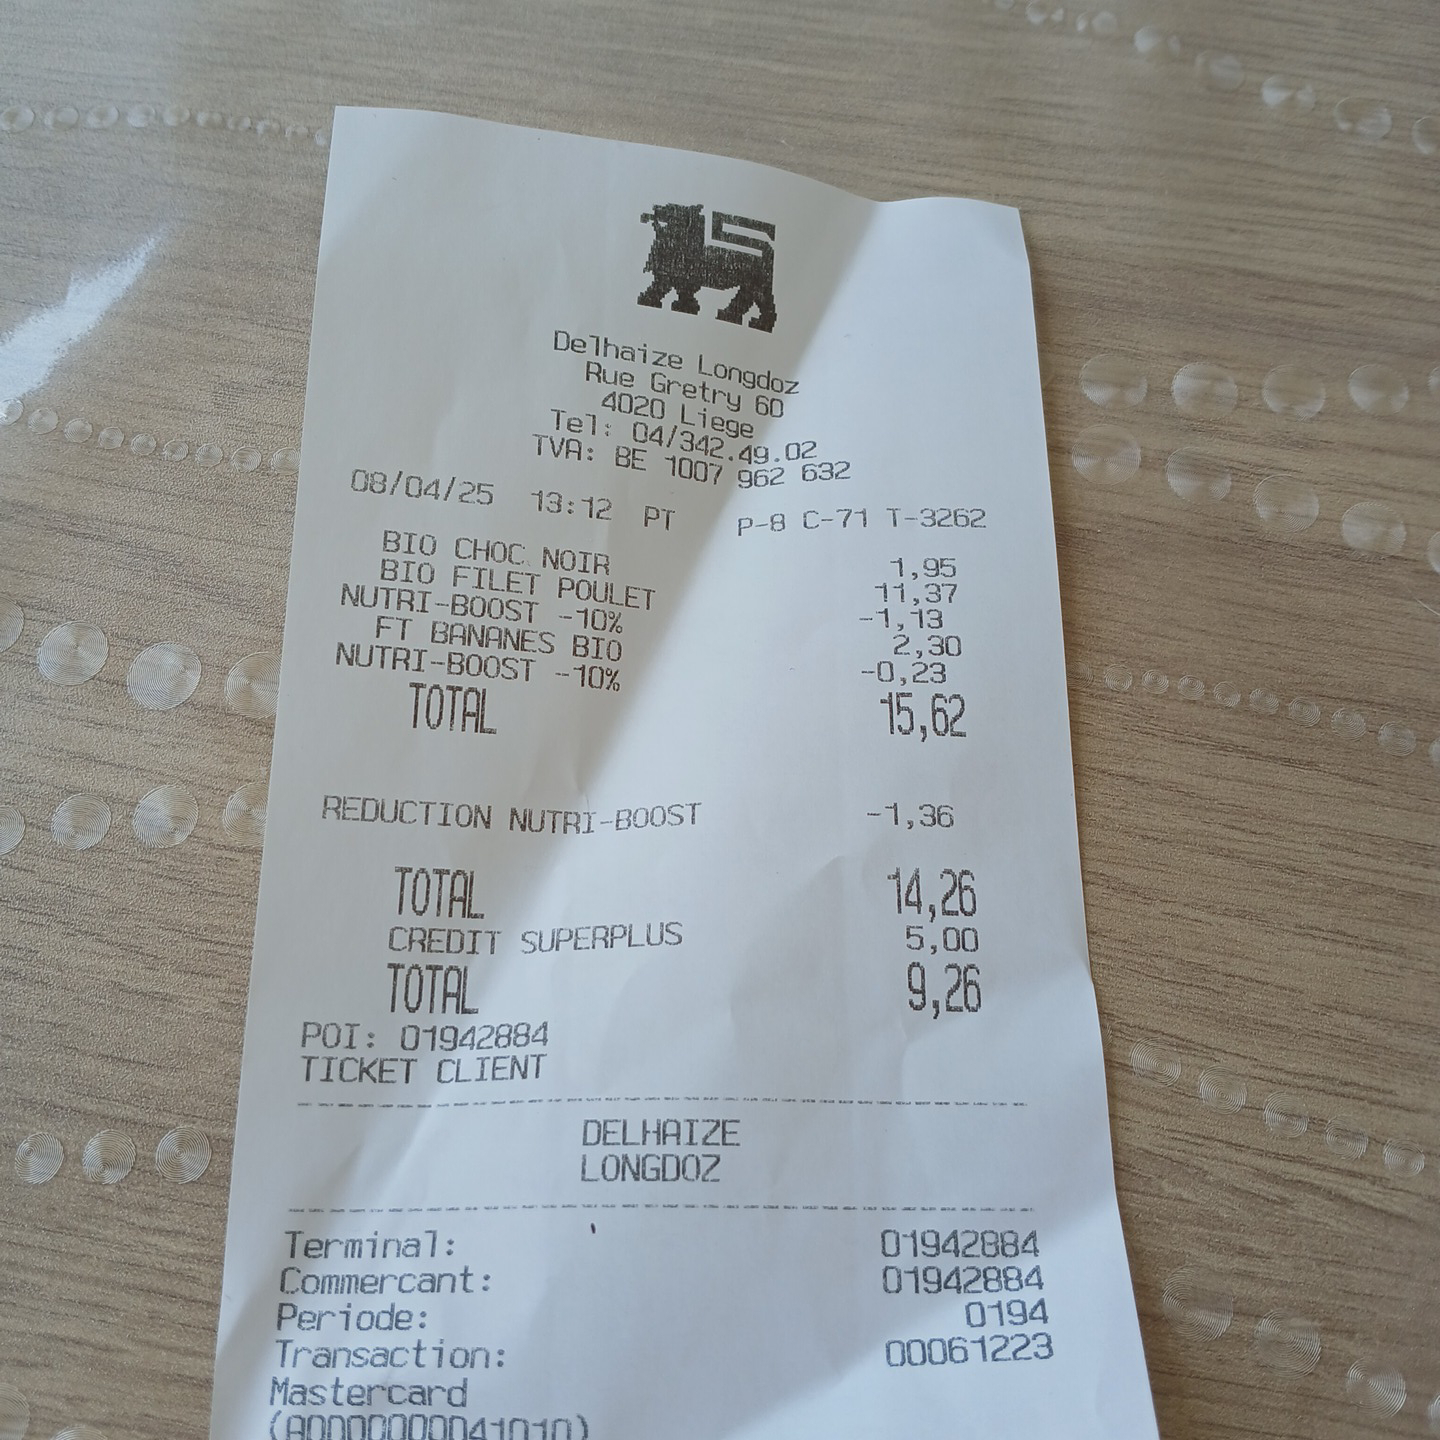 Delhaize Longdoz
Rue Gretry 60
4020 Liege
Tel: 04/342.49.02
TVA: BE 1007 962 632
08/04/25 13:12 PT P-8 C-71 T-3262
BIO CHOC NOIR 1,95
BIO FILET POULET 11,37
NUTRI-BOOST -10% -1,13
FT BANANES BIO 2,30
NUTRI-BOOST -10% -0,23
TOTAL 15,62
REDUCTION NUTRI-BOOST -1,36
TOTAL 14,26
CREDIT SUPERPLUS 5,00
TOTAL 9,26
POI: 01942884
TICKET CLIENT
DELHAIZE
LONGDOZ
Terminal: 01942884
Commercant: 01942884
Periode: 0194
Transaction: 00061223
Mastercard
(A0000000041010)